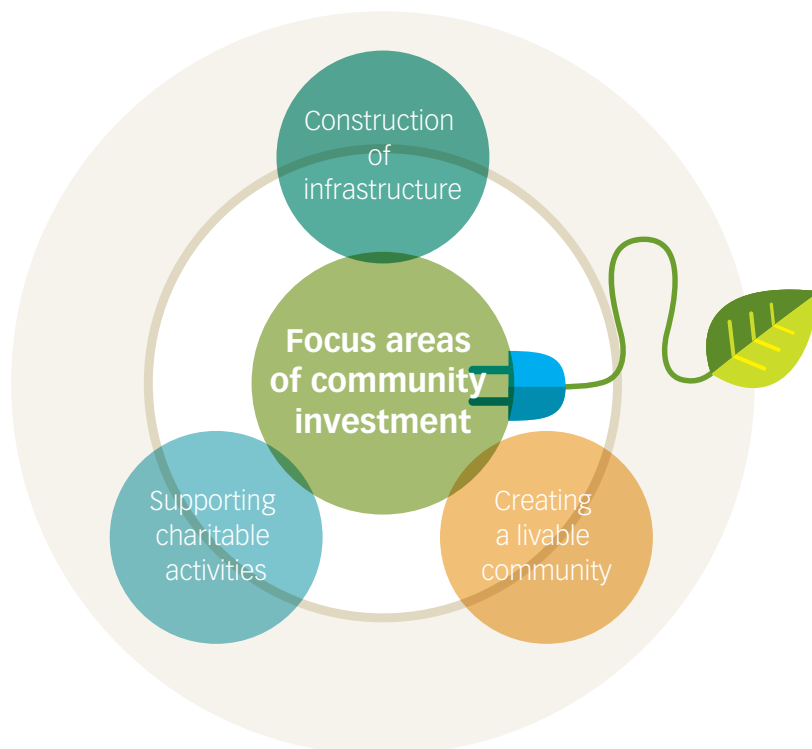 Construction
of
infrastructure
Focus areas
of community
investment
Supporting
charitable
activities
Creating
a livable
community